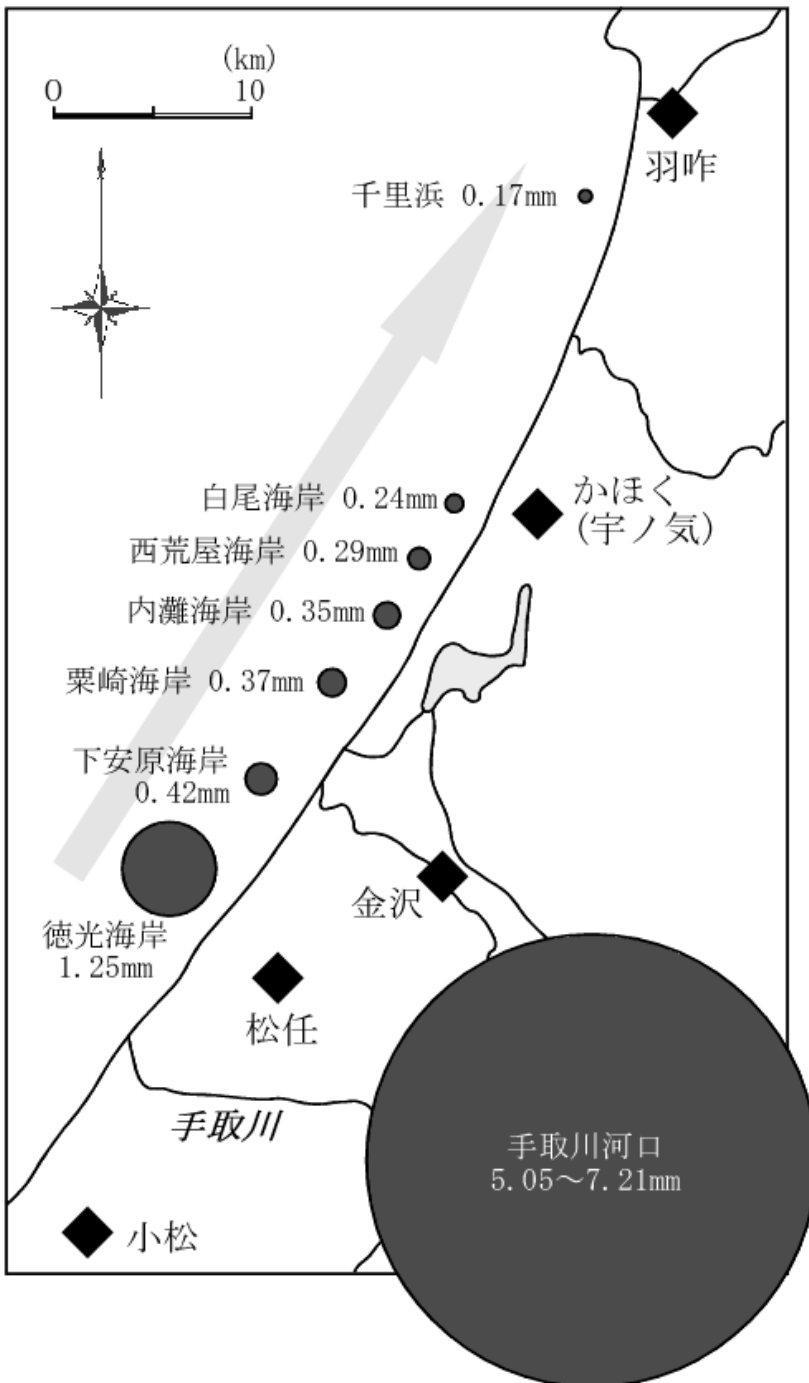 (km)
0 10
羽咋
千里浜 0.17mm
かほく
(宇ノ気)
白尾海岸 0.24mm
西荒屋海岸 0.29mm
内灘海岸 0.35mm
粟崎海岸 0.37mm
下安原海岸
0.42mm
金沢
徳光海岸
1.25mm
松任
手取川
手取川河口
5.05～7.21mm
小松